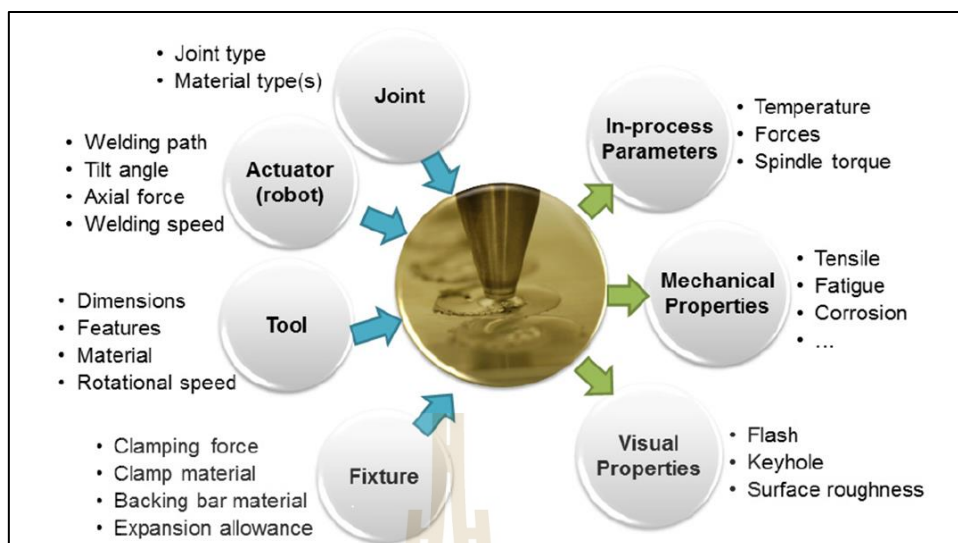 • Joint type
• Material type(s)
Joint
• Welding path
• Tilt angle
• Axial force
• Welding speed
Actuator
(robot)
• Dimensions
• Features
• Material
• Rotational speed
Tool
• Clamping force
• Clamp material
• Backing bar material
• Expansion allowance
Fixture
In-process
Parameters
• Temperature
• Forces
• Spindle torque
Mechanical
Properties
• Tensile
• Fatigue
• Corrosion
• ...
Visual
Properties
• Flash
• Keyhole
• Surface roughness